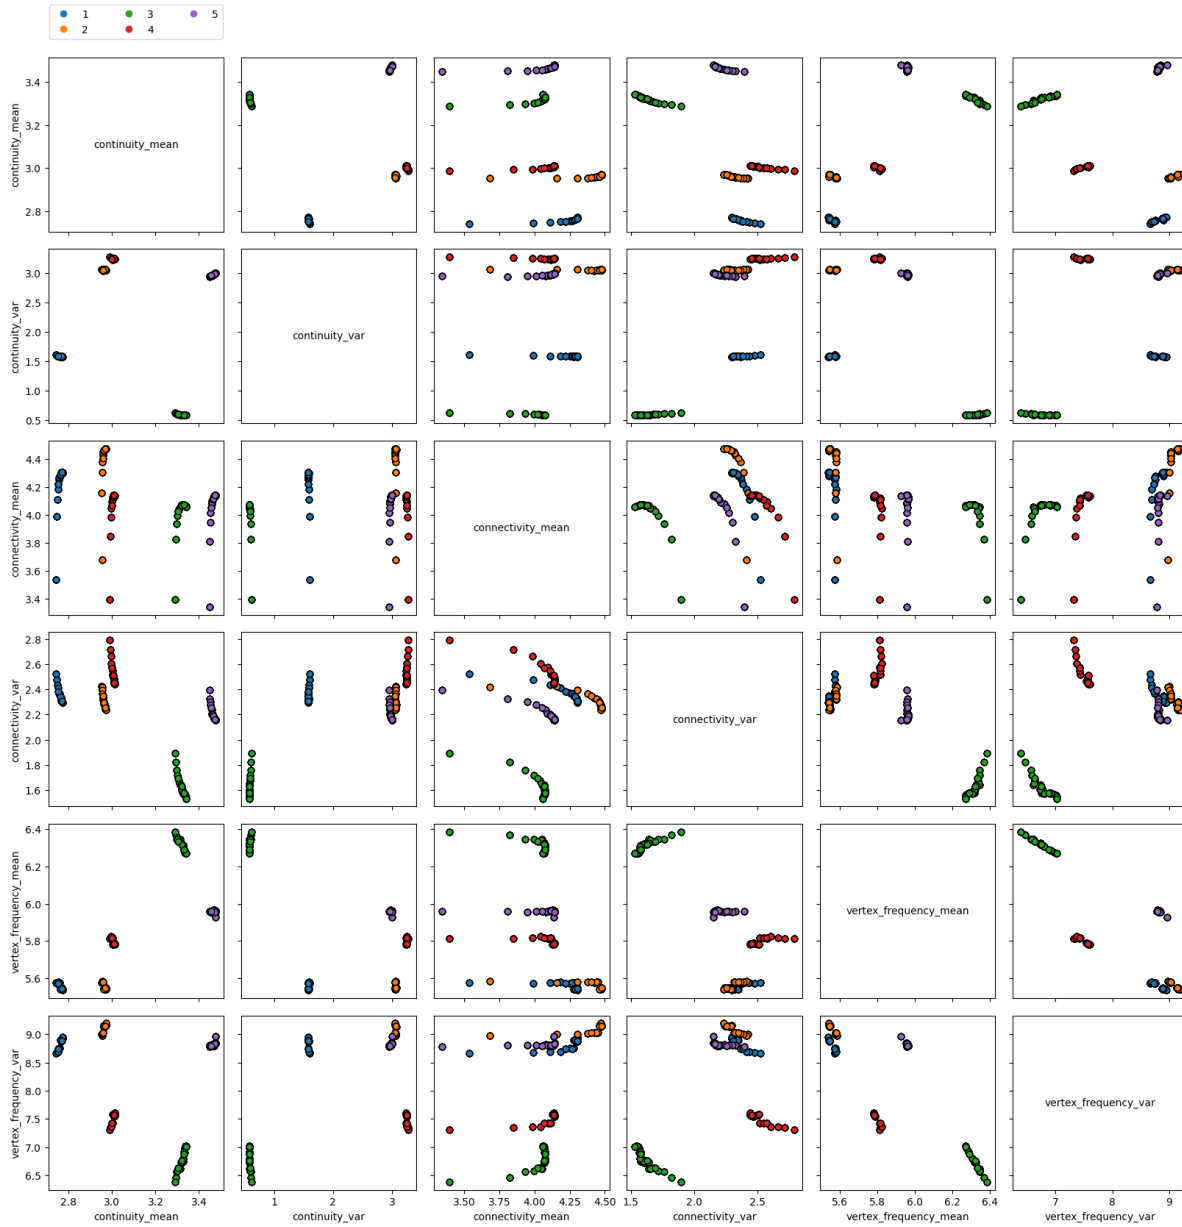 1 3 5
2 4
continuity_mean
3.4
3.2
3.0
2.8
continuity_mean
continuity_var
3.0
2.5
2.0
1.5
1.0
0.5
continuity_var
connectivity_mean
4.4
4.2
4.0
3.8
3.6
3.4
connectivity_mean
connectivity_var
2.8
2.6
2.4
2.2
2.0
1.8
1.6
connectivity_var
vertex_frequency_mean
6.4
6.2
6.0
5.8
5.6
vertex_frequency_mean
vertex_frequency_var
9.0
8.5
8.0
7.5
7.0
6.5
vertex_frequency_var
2.8 3.0 3.2 3.4 1 2 3 3.50 3.75 4.00 4.25 4.50 1.5 2.0 2.5 5.6 5.8 6.0 6.2 6.4 7 8 9
continuity_mean continuity_var connectivity_mean connectivity_var vertex_frequency_mean vertex_frequency_var